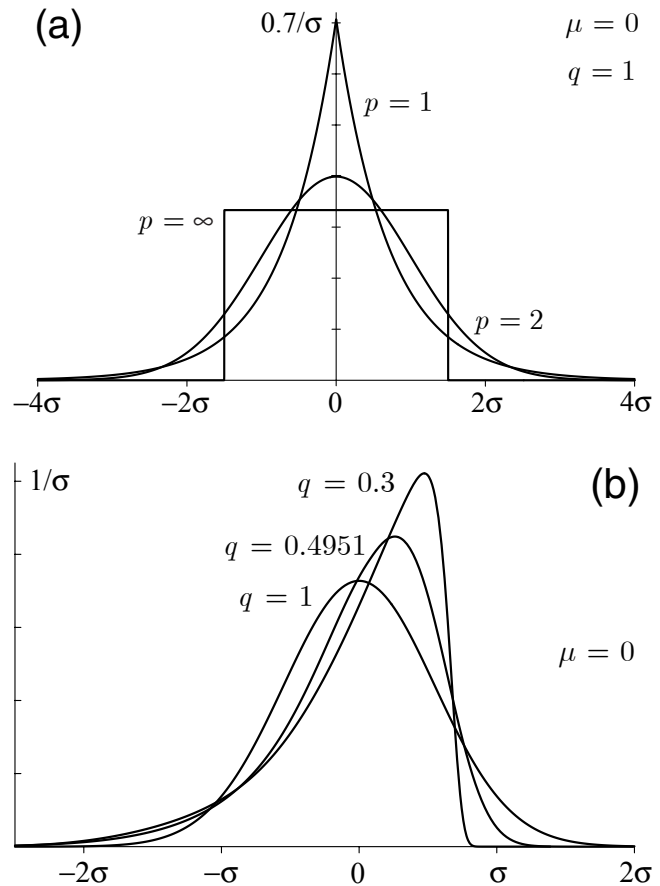 (a)
0.7/σ
μ = 0
q = 1
p = 1
p = ∞
p = 2
−4σ −2σ 0 2σ 4σ
1/σ
(b)
q = 0.3
q = 0.4951
q = 1
μ = 0
−2σ −σ 0 σ 2σ